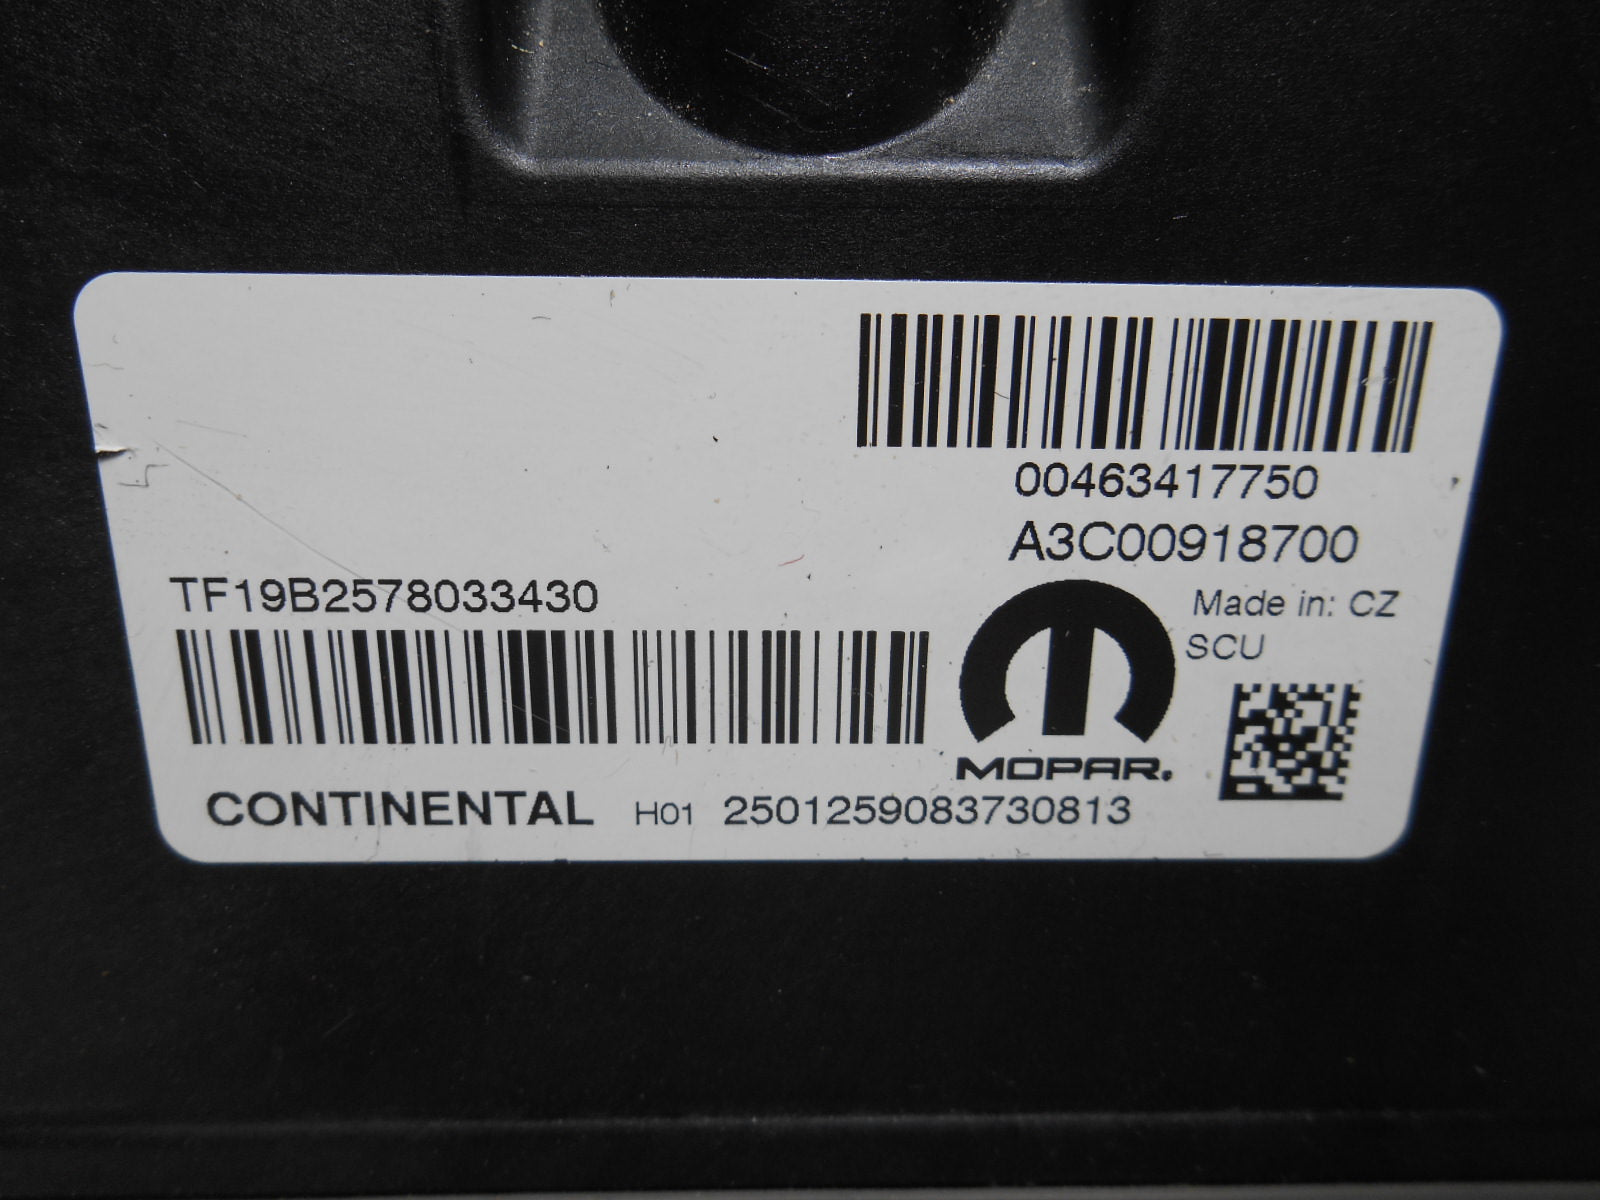 00463417750
A3C00918700
TF19B2578033430
Made in: CZ
SCU
MOPAR.
CONTINENTAL H01 2501259083730813